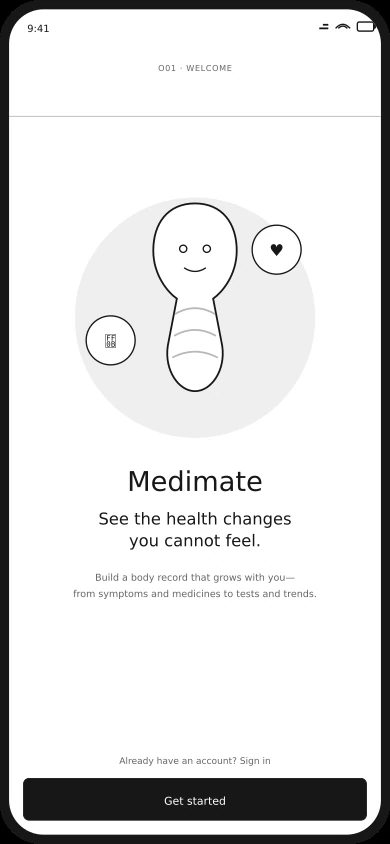 9:41
O01 · WELCOME
♥
Medimate
See the health changes
you cannot feel.
Build a body record that grows with you—
from symptoms and medicines to tests and trends.
Already have an account? Sign in
Get started